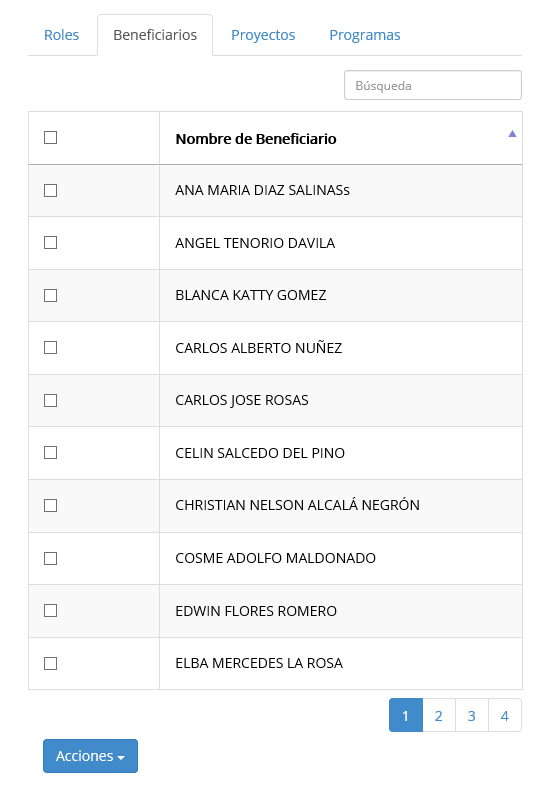 Roles Beneficiarios Proyectos Programas
Búsqueda
Nombre de Beneficiario
ANA MARIA DIAZ SALINASs
ANGEL TENORIO DAVILA
BLANCA KATTY GOMEZ
CARLOS ALBERTO NUÑEZ
CARLOS JOSE ROSAS
CELIN SALCEDO DEL PINO
CHRISTIAN NELSON ALCALÁ NEGRÓN
COSME ADOLFO MALDONADO
EDWIN FLORES ROMERO
ELBA MERCEDES LA ROSA
1 2 3 4
Acciones